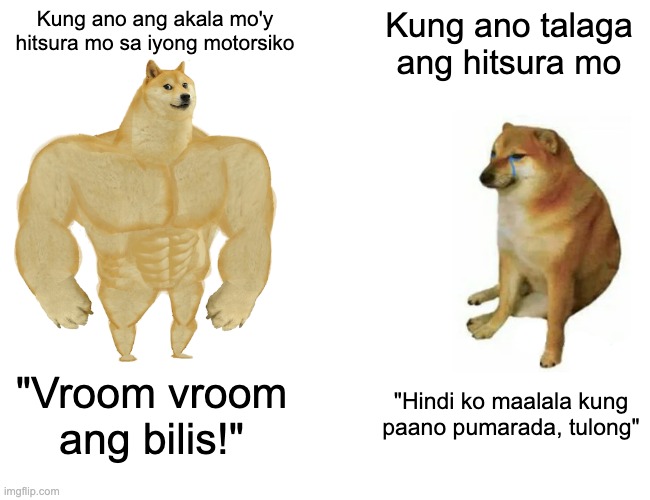 Kung ano ang akala mo'y
hitsura mo sa iyong motorsiko
Kung ano talaga
ang hitsura mo
"Vroom vroom
ang bilis!"
"Hindi ko maalala kung
paano pumarada, tulong"
imgflip.com